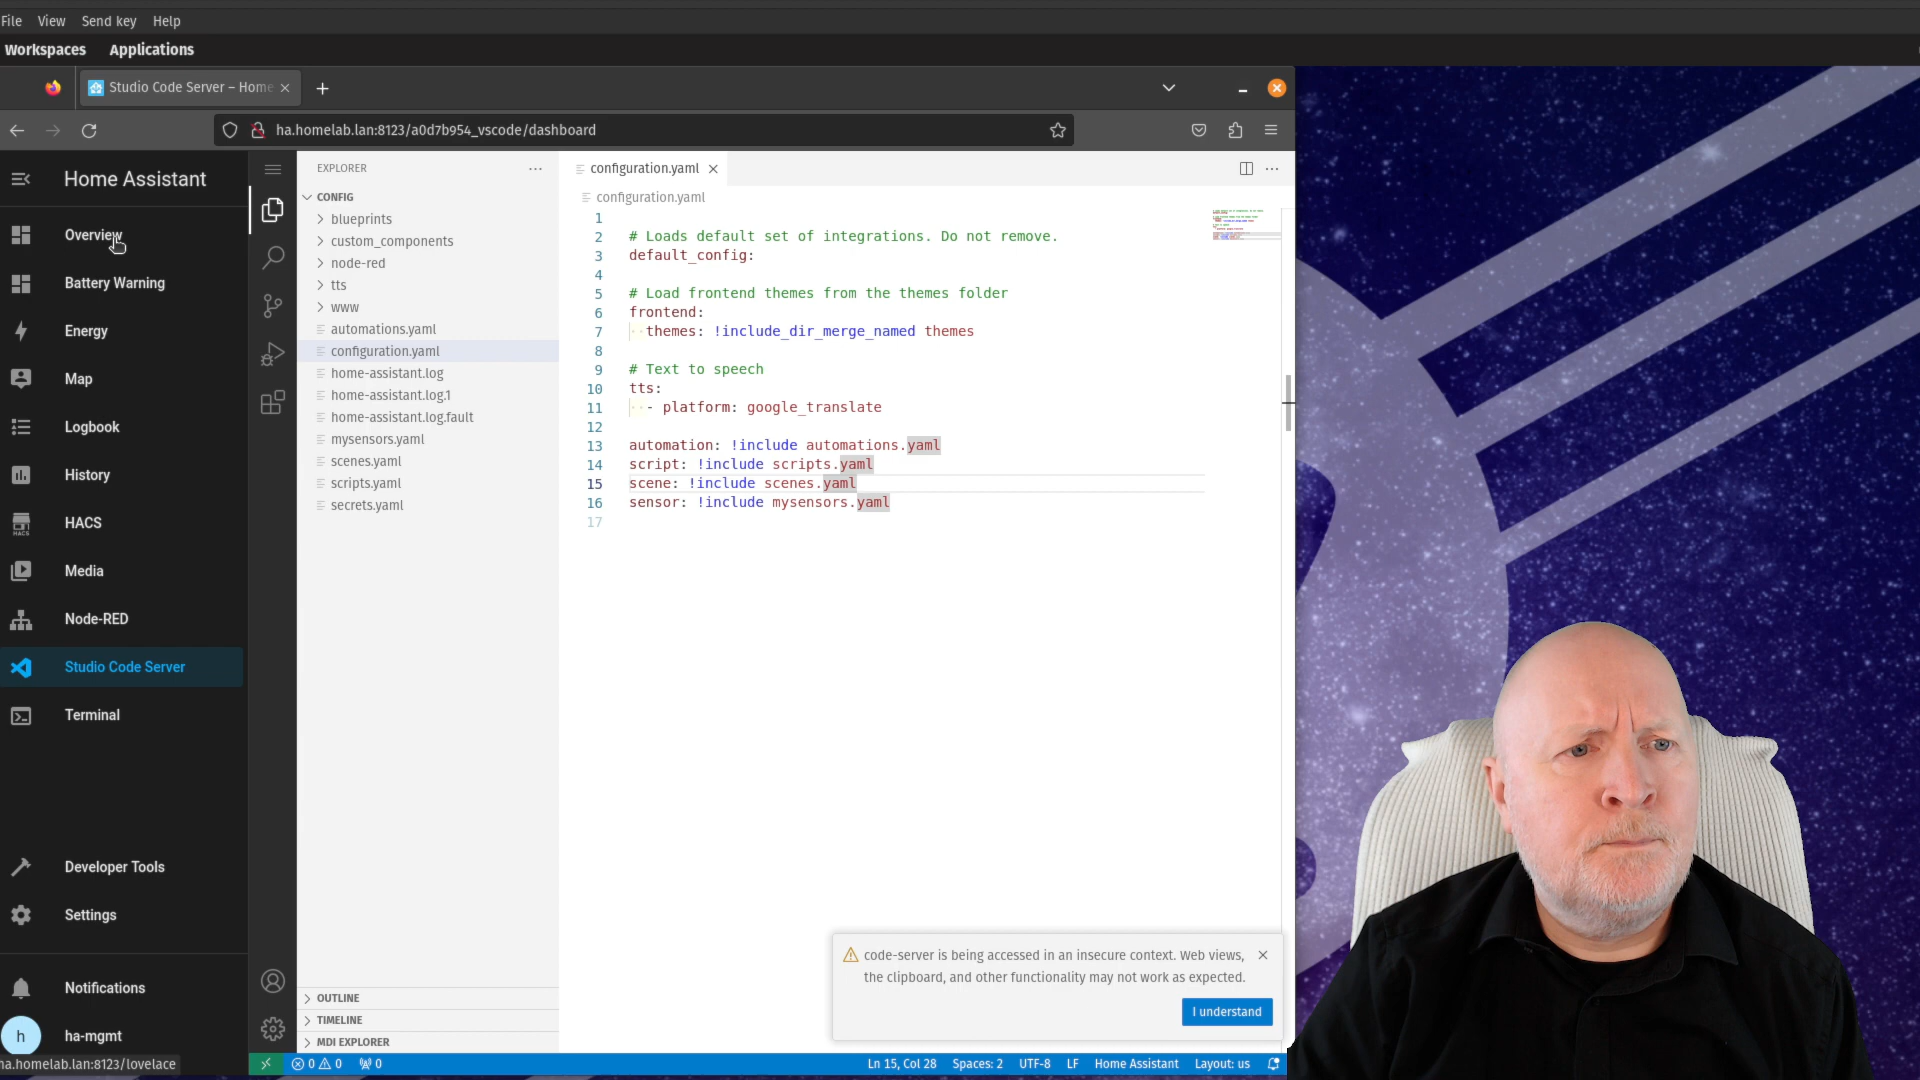 File View Send key Help
Workspaces Applications
Studio Code Server – Home
ha.homelab.lan:8123/a0d7b954_vscode/dashboard
Home Assistant
Overview
Battery Warning
Energy
Map
Logbook
History
HACS
HACS
Media
Node-RED
Studio Code Server
Terminal
Developer Tools
Settings
Notifications
h
ha-mgmt
ha.homelab.lan:8123/lovelace
EXPLORER
CONFIG
blueprints
custom_components
node-red
tts
www
automations.yaml
configuration.yaml
home-assistant.log
home-assistant.log.1
home-assistant.log.fault
mysensors.yaml
scenes.yaml
scripts.yaml
secrets.yaml
OUTLINE
TIMELINE
MDI EXPLORER
configuration.yaml
configuration.yaml
1
2 # Loads default set of integrations. Do not remove.
3 default_config:
4
5 # Load frontend themes from the themes folder
6 frontend:
7 themes: !include_dir_merge_named themes
8
9 # Text to speech
10 tts:
11 - platform: google_translate
12
13 automation: !include automations.yaml
14 script: !include scripts.yaml
15 scene: !include scenes.yaml
16 sensor: !include mysensors.yaml
17
code-server is being accessed in an insecure context. Web views,
the clipboard, and other functionality may not work as expected.
I understand
0 0 0 Ln 15, Col 28 Spaces: 2 UTF-8 LF Home Assistant Layout: us